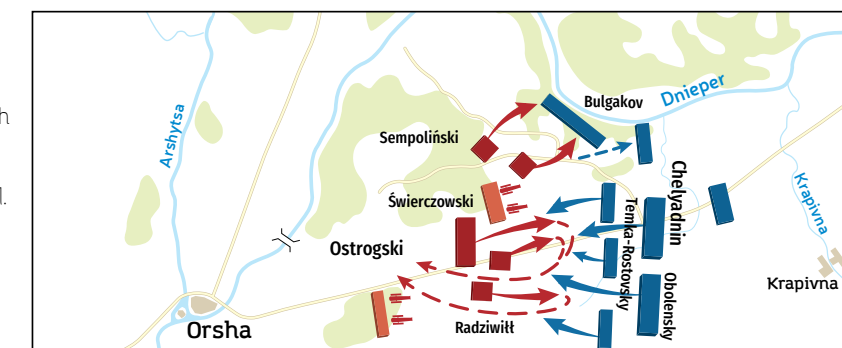 h
l.
Arshytsa
Bulgakov
Dnieper
Sempoliński
Świerczowski
Chelyadnin
Temka-Rostovsky
Ostrogski
Obolensky
Krapivna
Krapivna
Radziwiłł
Orsha